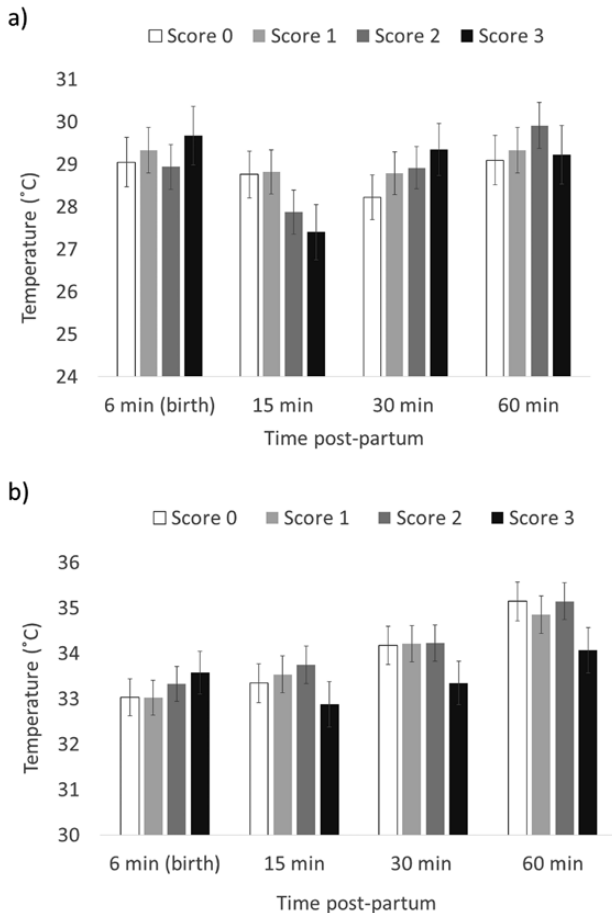 a)
Score 0 Score 1 Score 2 Score 3
Temperature (˚C)
31
30
29
28
27
26
25
24
6 min (birth) 15 min 30 min 60 min
Time post-partum
b)
Score 0 Score 1 Score 2 Score 3
Temperature (˚C)
36
35
34
33
32
31
30
6 min (birth) 15 min 30 min 60 min
Time post-partum